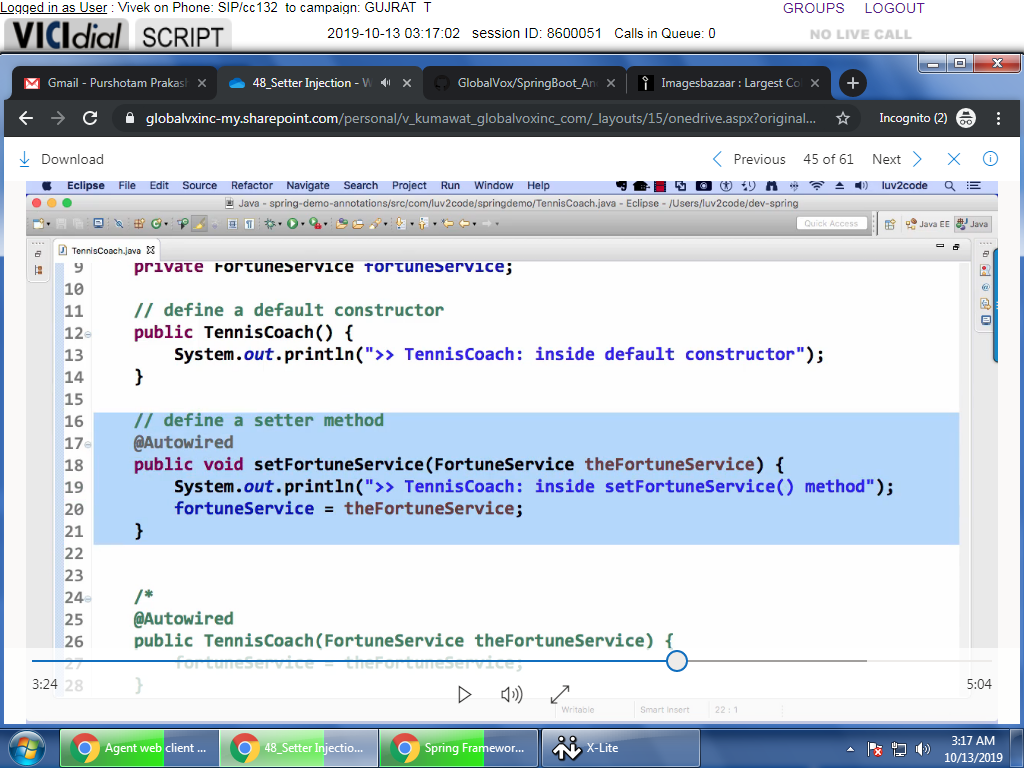 Logged in as User : Vivek on Phone: SIP/cc132 to campaign: GUJRAT_T
GROUPS LOGOUT
VICIdial SCRIPT 2019-10-13 03:17:02 session ID: 8600051 Calls in Queue: 0 NO LIVE CALL
Gmail - Purshotam Prakas
48_Setter Injection - 
GlobalVox/SpringBoot_An
Imagesbazaar : Largest Co
globalvxinc-my.sharepoint.com/personal/v_kumawat_globalvoxinc_com/_layouts/15/onedrive.aspx?original... Incognito (2)
Download Previous 45 of 61 Next
Eclipse File Edit Source Refactor Navigate Search Project Run Window Help luv2code
Java - spring-demo-annotations/src/com/luv2code/springdemo/TennisCoach.java - Eclipse - /Users/luv2code/dev-spring
Quick Access Java EE Java
TennisCoach.java
9 private FortuneService fortuneService;
10
11 // define a default constructor
12 public TennisCoach() {
13 System.out.println(">> TennisCoach: inside default constructor");
14 }
15
16 // define a setter method
17 @Autowired
18 public void setFortuneService(FortuneService theFortuneService) {
19 System.out.println(">> TennisCoach: inside setFortuneService() method");
20 fortuneService = theFortuneService;
21 }
22
23
24 /*
25 @Autowired
26 public TennisCoach(FortuneService theFortuneService) {
27 fortuneService = theFortuneService;
28 }
3:24 5:04
Writable Smart Insert 22 : 1
Agent web client ... 48_Setter Injectio... Spring Framewor... X-Lite
3:17 AM
10/13/2019